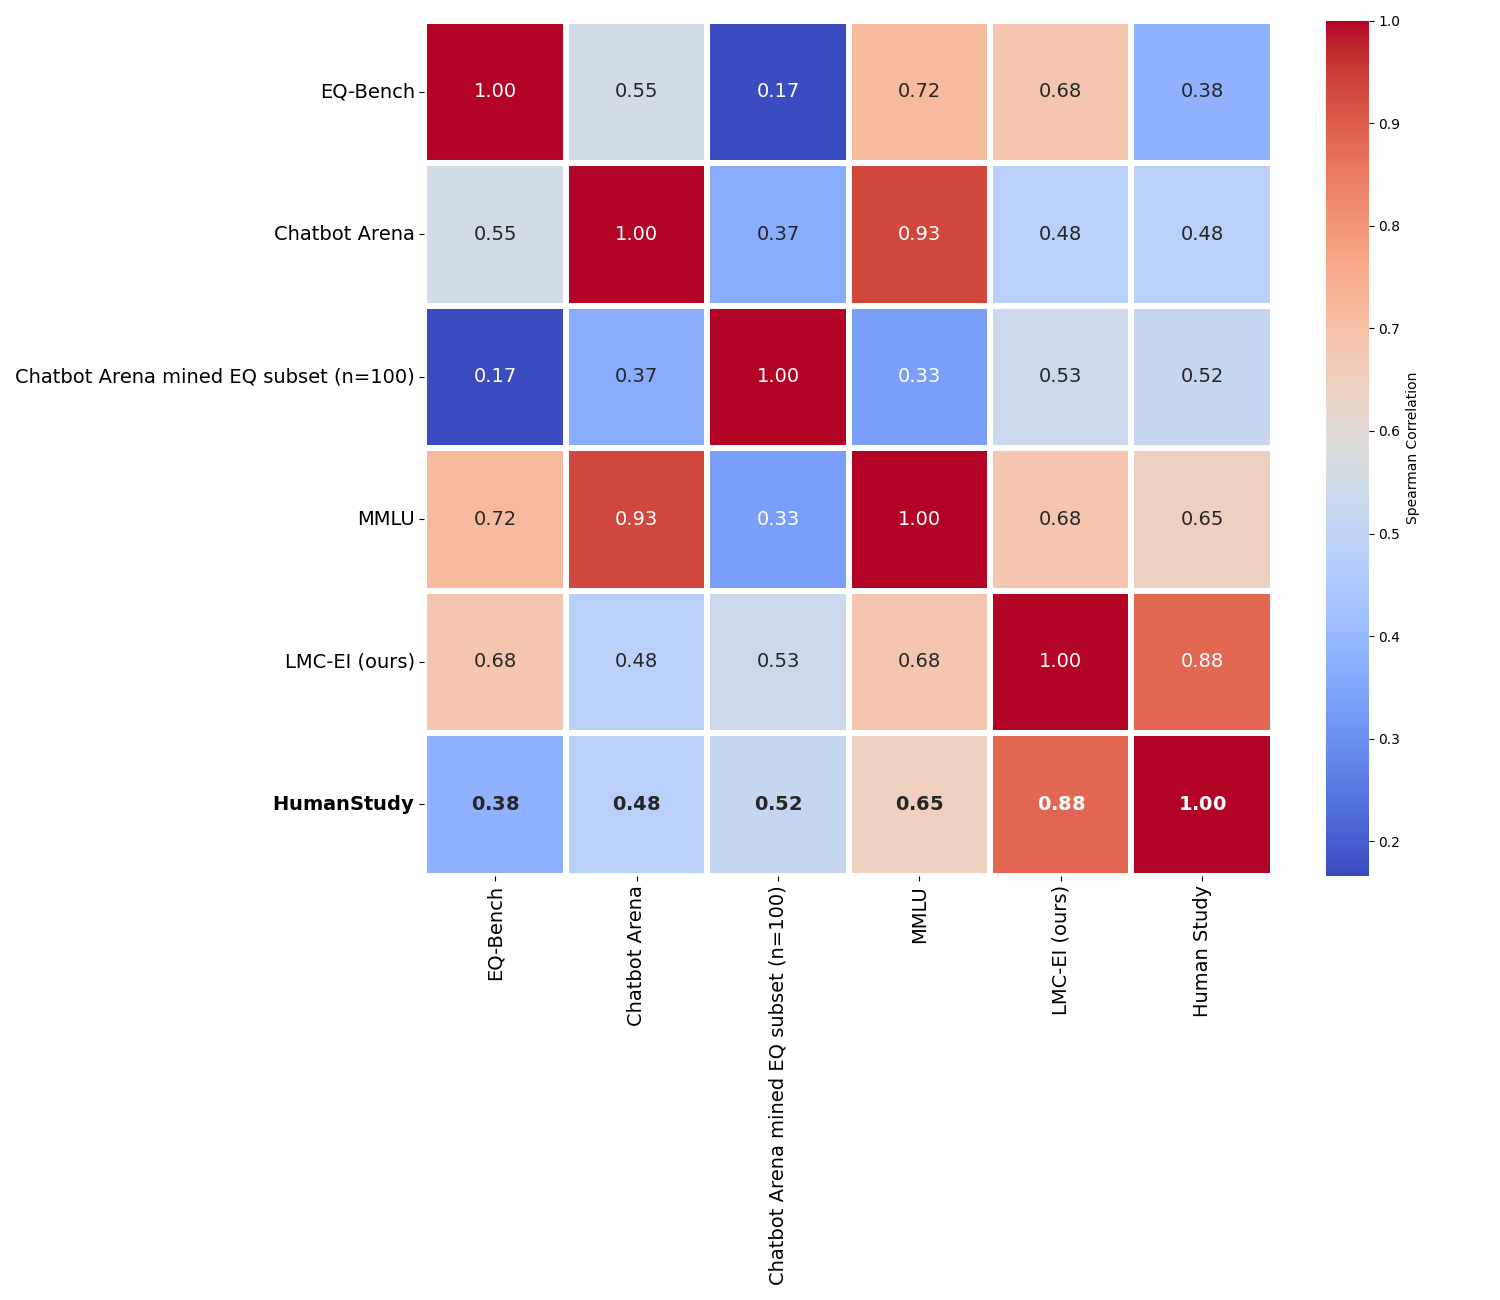 EQ-Bench 1.00 0.55 0.17 0.72 0.68 0.38
Chatbot Arena 0.55 1.00 0.37 0.93 0.48 0.48
Chatbot Arena mined EQ subset (n=100) 0.17 0.37 1.00 0.33 0.53 0.52
MMLU 0.72 0.93 0.33 1.00 0.68 0.65
LMC-EI (ours) 0.68 0.48 0.53 0.68 1.00 0.88
HumanStudy 0.38 0.48 0.52 0.65 0.88 1.00
EQ-Bench
Chatbot Arena
Chatbot Arena mined EQ subset (n=100)
MMLU
LMC-EI (ours)
Human Study
1.0
0.9
0.8
0.7
0.6
0.5
0.4
0.3
0.2
Spearman Correlation